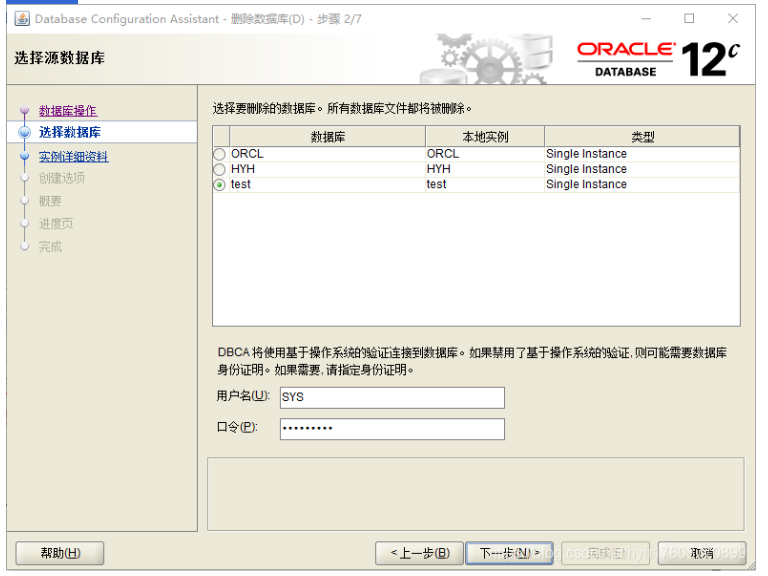 Database Configuration Assistant - 删除数据库(D) - 步骤 2/7
选择源数据库
ORACLE
DATABASE
12c
数据库操作
选择数据库
实例详细资料
创建选项
概要
进度页
完成
选择要删除的数据库。所有数据库文件都将被删除。
数据库 本地实例 类型
ORCL ORCL Single Instance
HYH HYH Single Instance
test test Single Instance
DBCA 将使用基于操作系统的验证连接到数据库。如果禁用了基于操作系统的验证, 则可能需要数据库
身份证明。如果需要, 请指定身份证明。
用户名(U): SYS
口令(P): •••••••••
帮助(H) <上一步(B) 下一步(N)> 取消